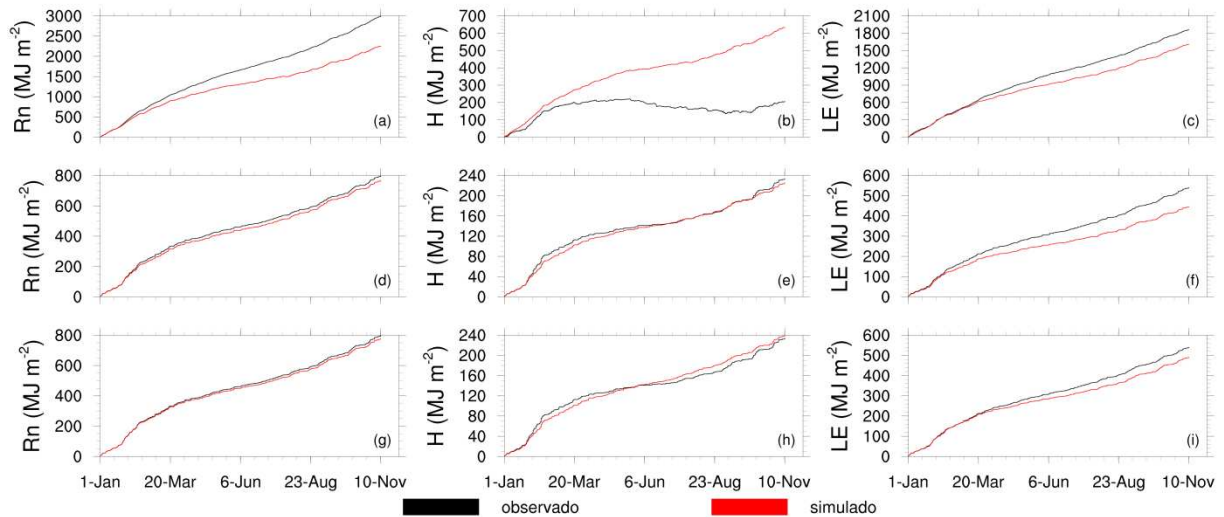 3000
2500
2000
1500
1000
500
0
Rn (MJ m⁻²)
(a)
700
600
500
400
300
200
100
0
H (MJ m⁻²)
(b)
2100
1800
1500
1200
900
600
300
0
LE (MJ m⁻²)
(c)
800
600
400
200
0
Rn (MJ m⁻²)
(d)
240
200
160
120
80
40
0
H (MJ m⁻²)
(e)
600
500
400
300
200
100
0
LE (MJ m⁻²)
(f)
800
600
400
200
0
Rn (MJ m⁻²)
(g)
240
200
160
120
80
40
0
H (MJ m⁻²)
(h)
600
500
400
300
200
100
0
LE (MJ m⁻²)
(i)
1-Jan 20-Mar 6-Jun 23-Aug 10-Nov
1-Jan 20-Mar 6-Jun 23-Aug 10-Nov
1-Jan 20-Mar 6-Jun 23-Aug 10-Nov
observado simulado